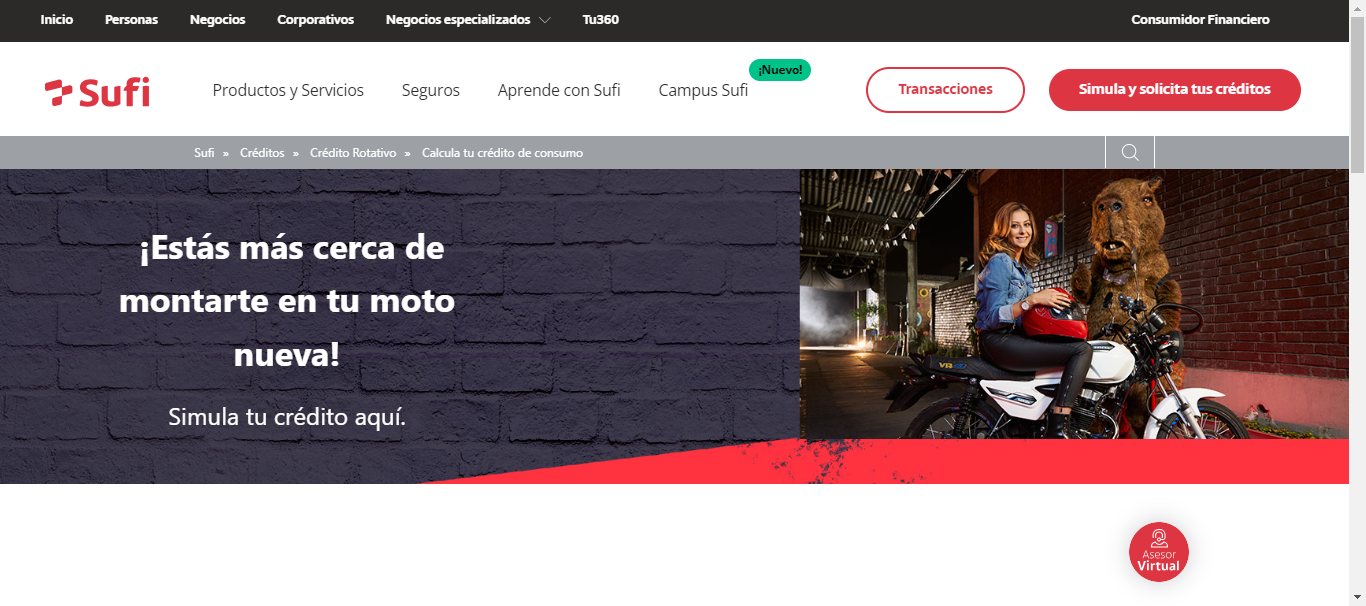 Inicio Personas Negocios Corporativos Negocios especializados Tu360 Consumidor Financiero
¡Nuevo!
Sufi Productos y Servicios Seguros Aprende con Sufi Campus Sufi Transacciones Simula y solicita tus créditos
Sufi » Créditos » Crédito Rotativo » Calcula tu crédito de consumo
¡Estás más cerca de
montarte en tu moto
nueva!
Simula tu crédito aquí.
VR
Asesor
Virtual